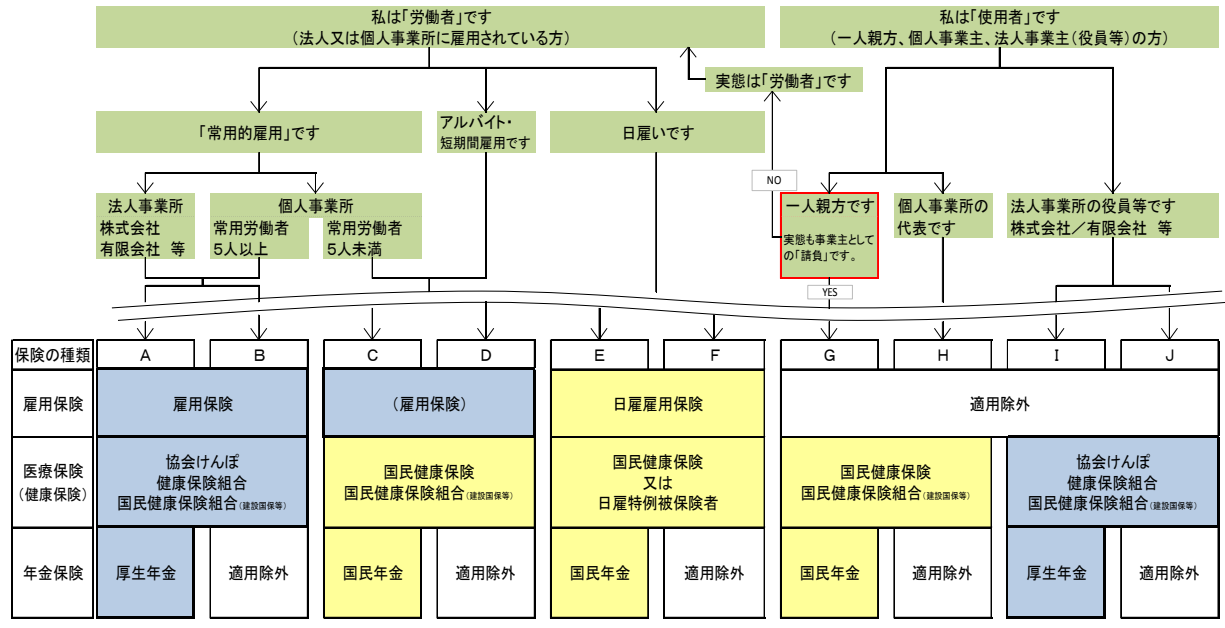 私は「労働者」です
（法人又は個人事業所に雇用されている方）
私は「使用者」です
（一人親方、個人事業主、法人事業主（役員等）の方）
実態は「労働者」です
「常用的雇用」です
アルバイト・
短期間雇用です
日雇いです
NO
法人事業所
株式会社
有限会社　等
個人事業所
常用労働者
5人以上
常用労働者
5人未満
一人親方です
実態も事業主として
の「請負」です。
個人事業所の
代表です
法人事業所の役員等です
株式会社／有限会社　等
YES
保険の種類 A B C D E F G H I J
雇用保険 雇用保険 （雇用保険） 日雇雇用保険 適用除外
医療保険
（健康保険）
協会けんぽ
健康保険組合
国民健康保険組合（建設国保等）
国民健康保険
国民健康保険組合（建設国保等）
国民健康保険
又は
日雇特例被保険者
国民健康保険
国民健康保険組合（建設国保等）
協会けんぽ
健康保険組合
国民健康保険組合（建設国保等）
年金保険 厚生年金 適用除外 国民年金 適用除外 国民年金 適用除外 国民年金 適用除外 厚生年金 適用除外